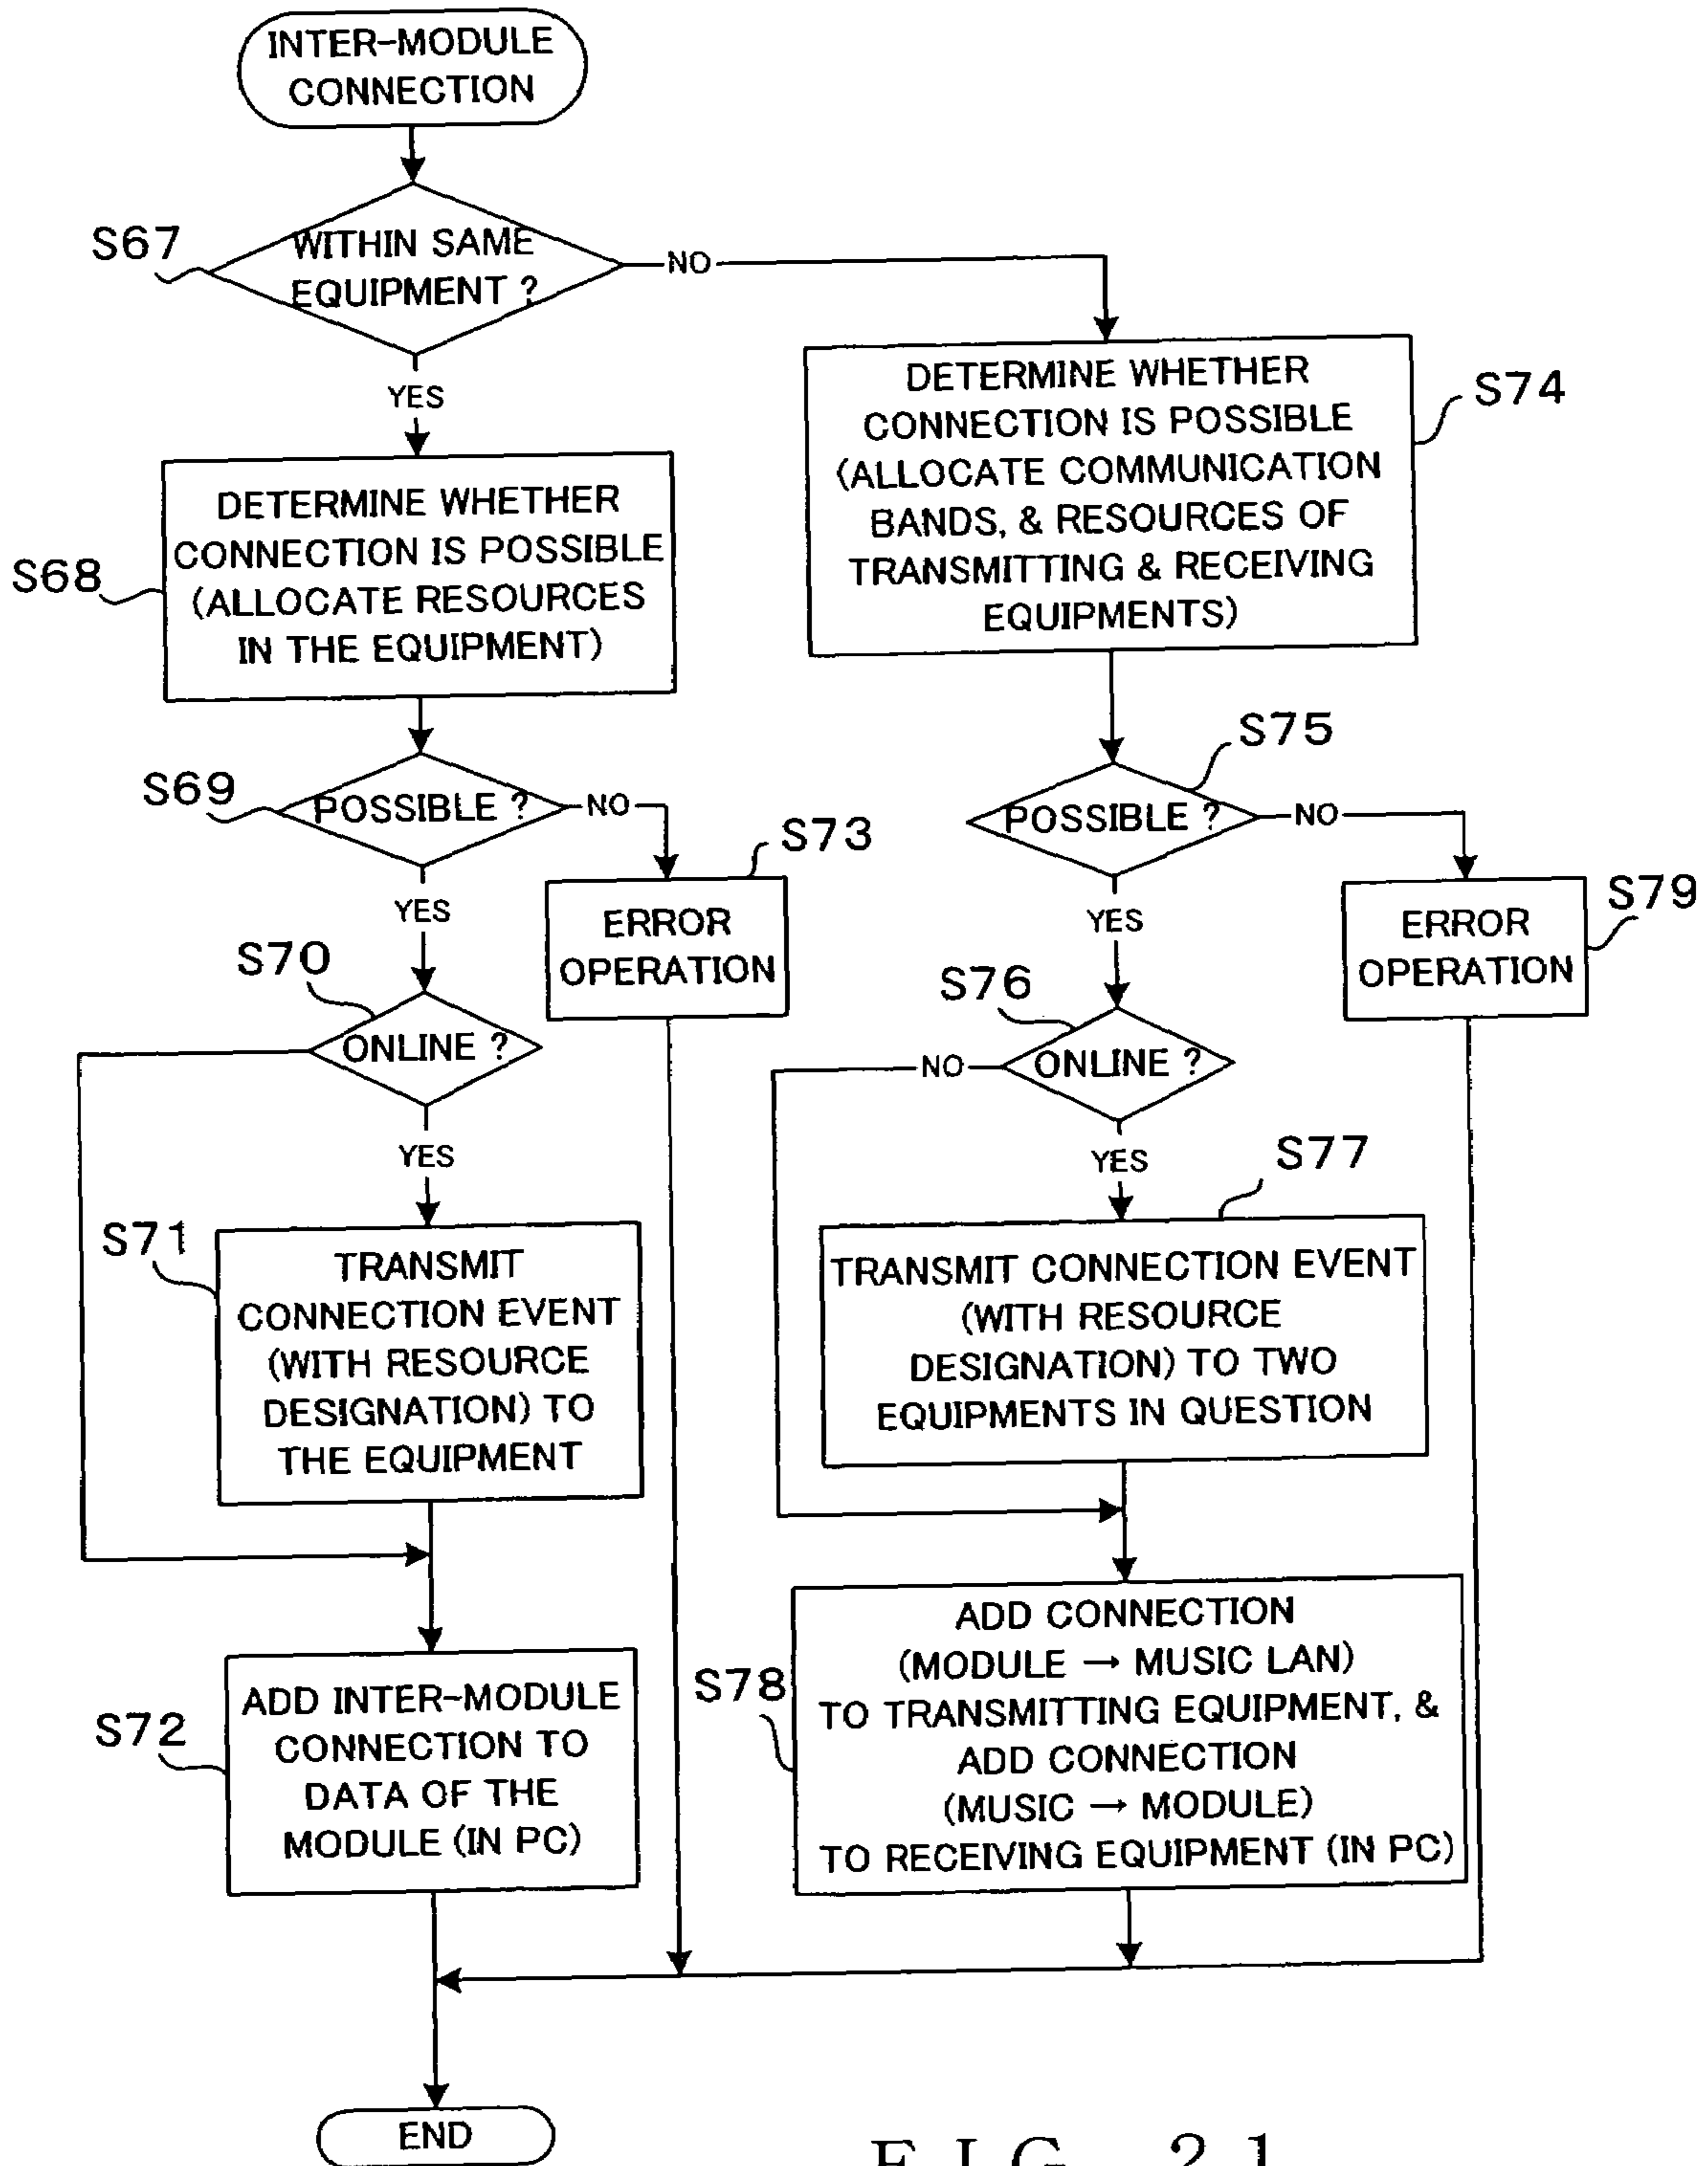 INTER-MODULE
CONNECTION
S67
WITHIN SAME
EQUIPMENT ?
NO
YES
DETERMINE WHETHER
CONNECTION IS POSSIBLE
(ALLOCATE RESOURCES
IN THE EQUIPMENT)
S68
S69
POSSIBLE ?
NO
YES
S73
ERROR
OPERATION
S70
ONLINE ?
YES
S71
TRANSMIT
CONNECTION EVENT
(WITH RESOURCE
DESIGNATION) TO
THE EQUIPMENT
S72
ADD INTER-MODULE
CONNECTION TO
DATA OF THE
MODULE (IN PC)
DETERMINE WHETHER
CONNECTION IS POSSIBLE
(ALLOCATE COMMUNICATION
BANDS, & RESOURCES OF
TRANSMITTING & RECEIVING
EQUIPMENTS)
S74
S75
POSSIBLE ?
NO
YES
S79
ERROR
OPERATION
S76
ONLINE ?
NO
YES
S77
TRANSMIT CONNECTION EVENT
(WITH RESOURCE
DESIGNATION) TO TWO
EQUIPMENTS IN QUESTION
S78
ADD CONNECTION
(MODULE → MUSIC LAN)
TO TRANSMITTING EQUIPMENT, &
ADD CONNECTION
(MUSIC → MODULE)
TO RECEIVING EQUIPMENT (IN PC)
END
FIG. 21